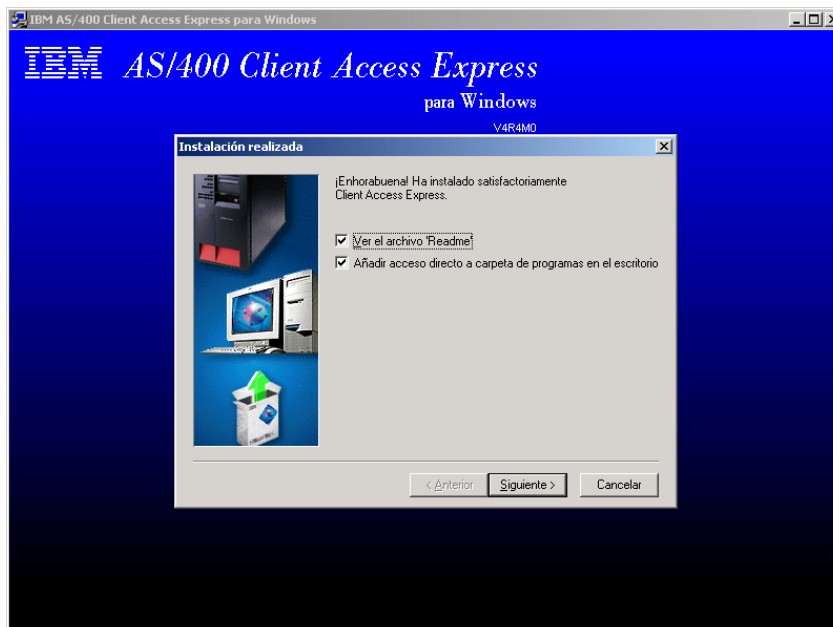 IBM AS/400 Client Access Express para Windows
IBM AS/400 Client Access Express
para Windows
V4R4M0
Instalación realizada
¡Enhorabuena! Ha instalado satisfactoriamente
Client Access Express.
Ver el archivo 'Readme'
Añadir acceso directo a carpeta de programas en el escritorio
< Anterior
Siguiente >
Cancelar